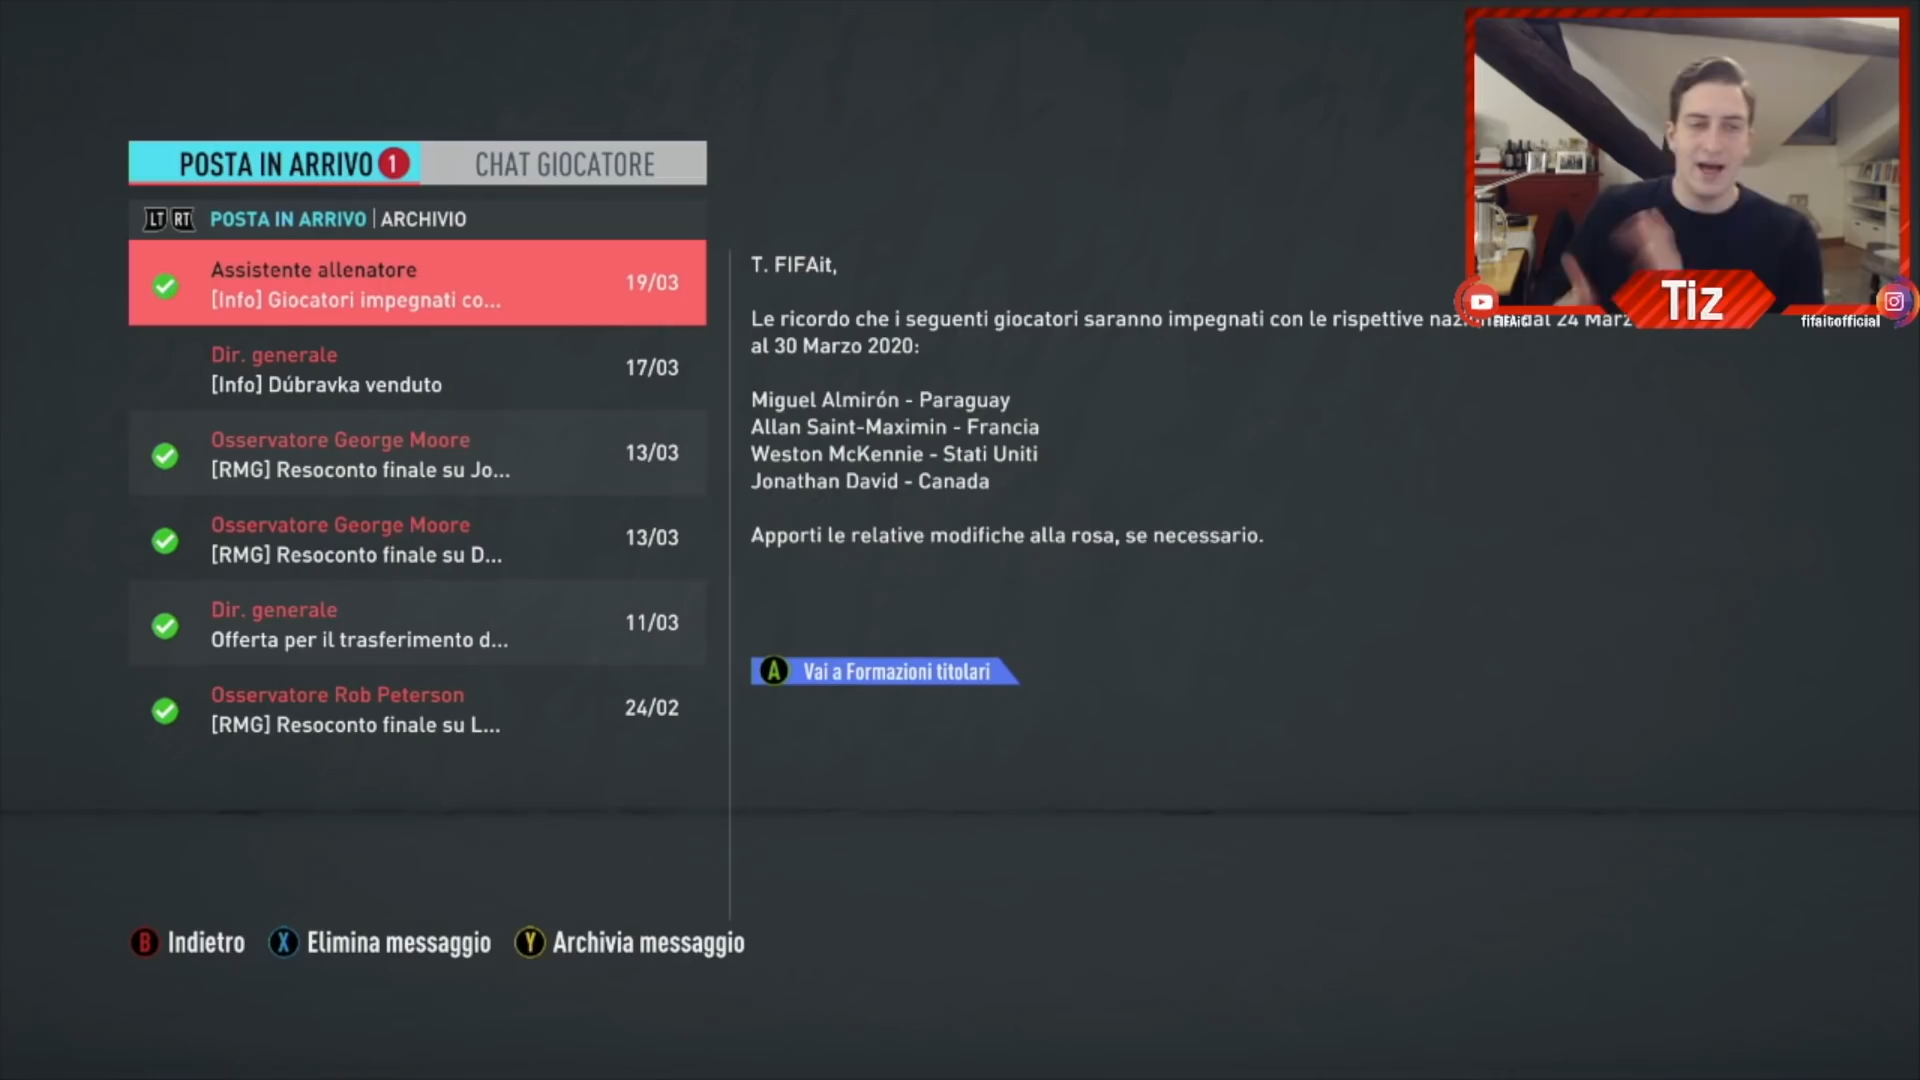 POSTA IN ARRIVO 1
CHAT GIOCATORE
LT RT POSTA IN ARRIVO | ARCHIVIO
Assistente allenatore
[Info] Giocatori impegnati co...
19/03
Dir. generale
[Info] Dúbravka venduto
17/03
Osservatore George Moore
[RMG] Resoconto finale su Jo...
13/03
Osservatore George Moore
[RMG] Resoconto finale su D...
13/03
Dir. generale
Offerta per il trasferimento d...
11/03
Osservatore Rob Peterson
[RMG] Resoconto finale su L...
24/02
T. FIFAit,
Le ricordo che i seguenti giocatori saranno impegnati con le rispettive dal 24
al 30 Marzo 2020:
Miguel Almirón - Paraguay
Allan Saint-Maximin - Francia
Weston McKennie - Stati Uniti
Jonathan David - Canada
Apporti le relative modifiche alla rosa, se necessario.
A Vai a Formazioni titolari
Tiz
fifaitofficial
B Indietro X Elimina messaggio Y Archivia messaggio